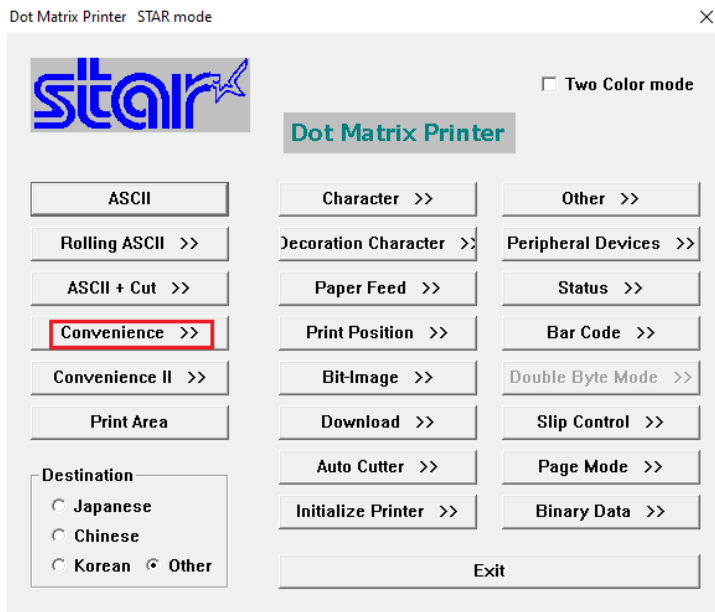 Dot Matrix Printer STAR mode
star
Two Color mode
Dot Matrix Printer
ASCII
Rolling ASCII >>
ASCII + Cut >>
Convenience >>
Convenience II >>
Print Area
Destination
Japanese
Chinese
Korean
Other
Character >>
Decoration Character >>
Paper Feed >>
Print Position >>
Bit-Image >>
Download >>
Auto Cutter >>
Initialize Printer >>
Other >>
Peripheral Devices >>
Status >>
Bar Code >>
Double Byte Mode >>
Slip Control >>
Page Mode >>
Binary Data >>
Exit